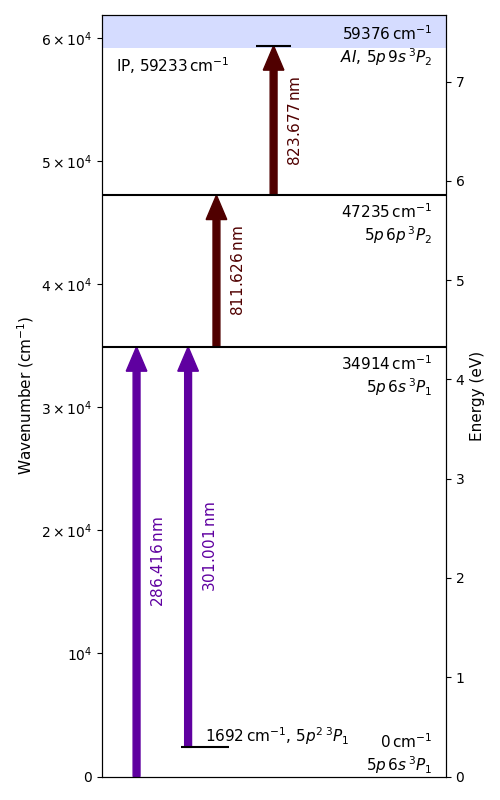 59376 cm⁻¹
AI, 5p 9s ³P₂
IP, 59233 cm⁻¹
823.677 nm
47235 cm⁻¹
5p 6p ³P₂
811.626 nm
34914 cm⁻¹
5p 6s ³P₁
286.416 nm
301.001 nm
1692 cm⁻¹, 5p² ³P₁
0 cm⁻¹
5p 6s ³P₁
Wavenumber (cm⁻¹)
6 × 10⁴
5 × 10⁴
4 × 10⁴
3 × 10⁴
2 × 10⁴
10⁴
0
Energy (eV)
7
6
5
4
3
2
1
0